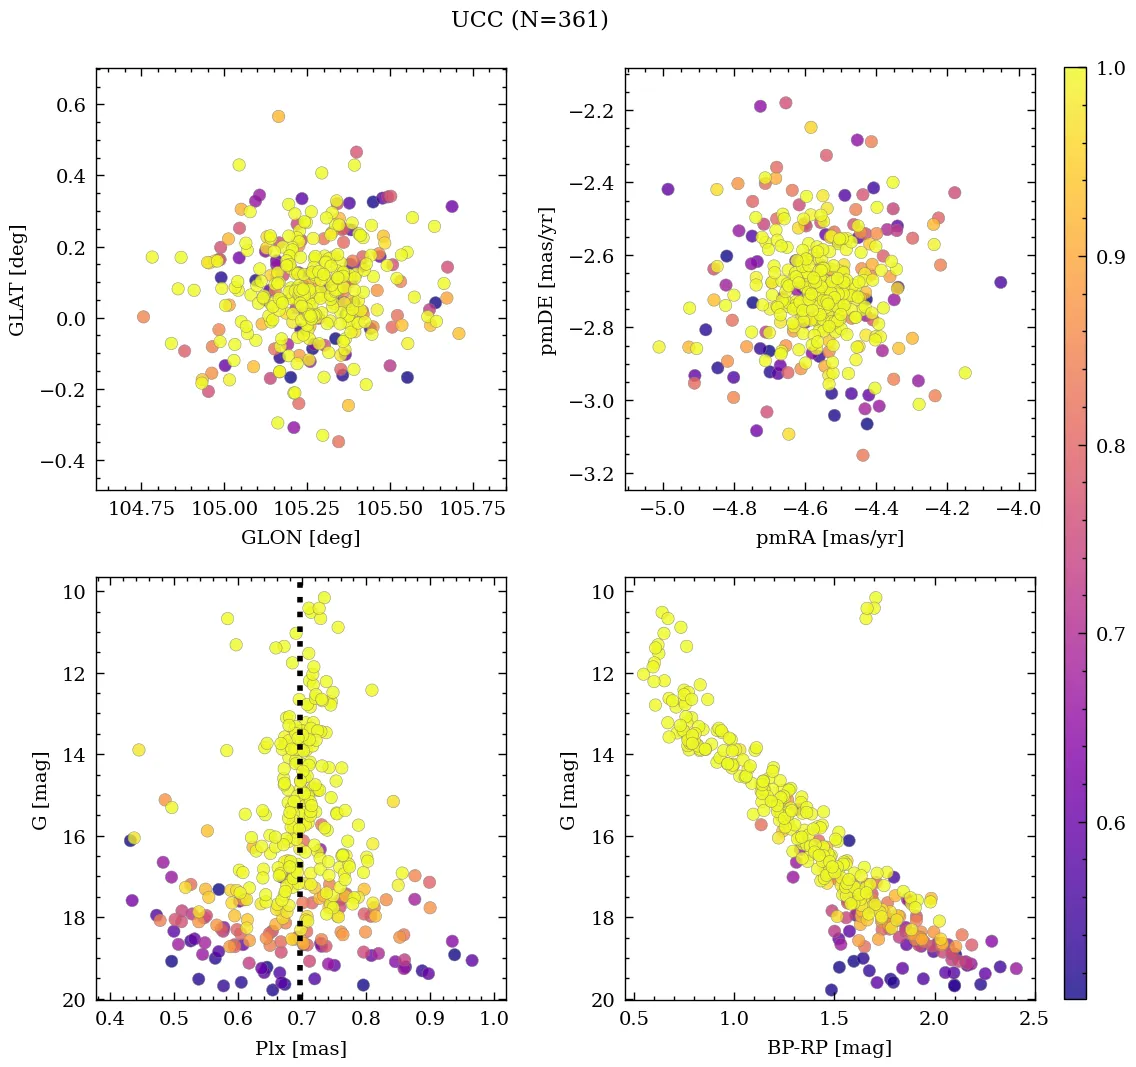 UCC (N=361)
0.6
0.4
0.2
0.0
−0.2
−0.4
GLAT [deg]
104.75 105.00 105.25 105.50 105.75
GLON [deg]
−2.2
−2.4
−2.6
−2.8
−3.0
−3.2
pmDE [mas/yr]
−5.0 −4.8 −4.6 −4.4 −4.2 −4.0
pmRA [mas/yr]
10
12
14
16
18
20
G [mag]
0.4 0.5 0.6 0.7 0.8 0.9 1.0
Plx [mas]
10
12
14
16
18
20
G [mag]
0.5 1.0 1.5 2.0 2.5
BP-RP [mag]
1.0
0.9
0.8
0.7
0.6